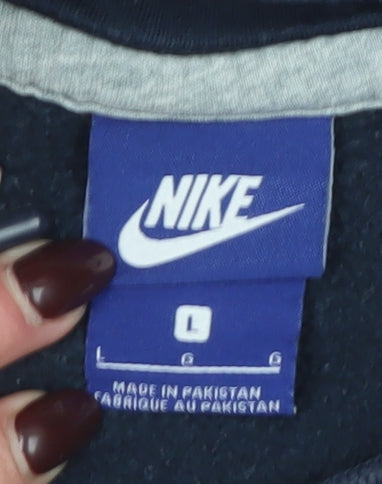 NIKE
L
L G G
MADE IN PAKISTAN
FABRIQUE AU PAKISTAN